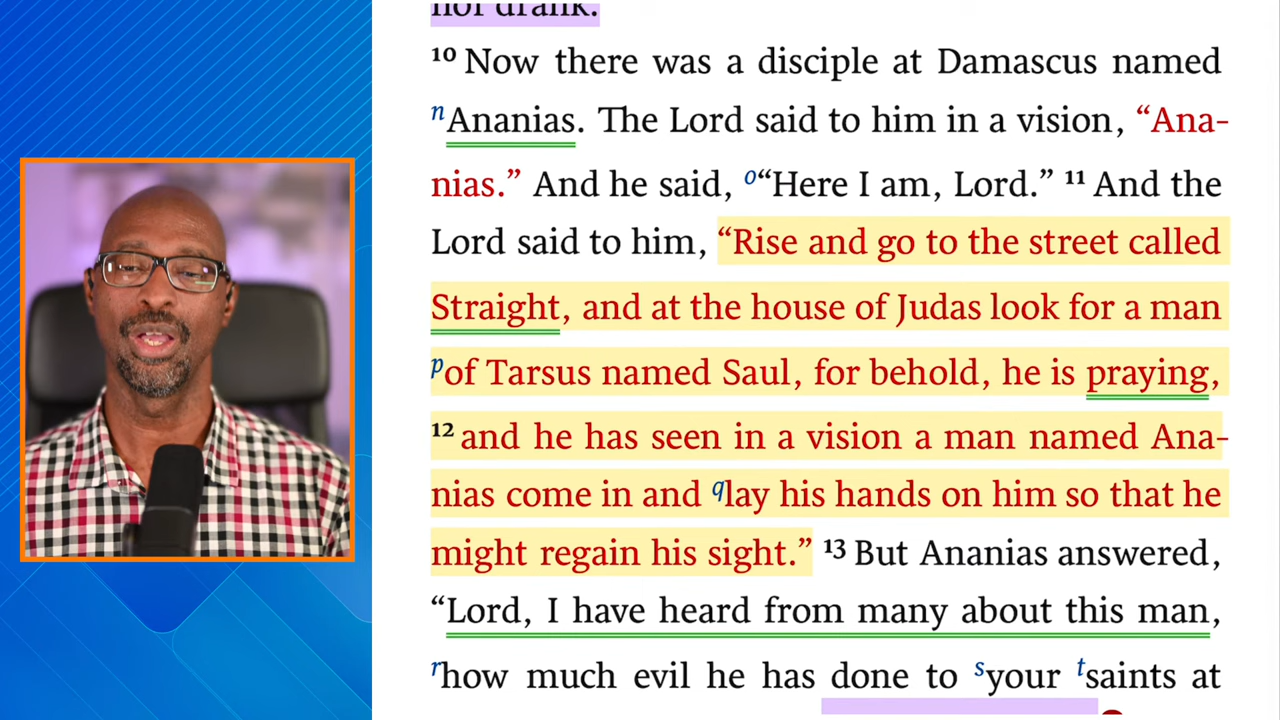 nor drank.
¹⁰ Now there was a disciple at Damascus named
ⁿAnanias. The Lord said to him in a vision, “Ana-
nias.” And he said, ᵒ“Here I am, Lord.” ¹¹ And the
Lord said to him, “Rise and go to the street called
Straight, and at the house of Judas look for a man
ᵖof Tarsus named Saul, for behold, he is praying,
¹² and he has seen in a vision a man named Ana-
nias come in and qlay his hands on him so that he
might regain his sight.” ¹³ But Ananias answered,
“Lord, I have heard from many about this man,
ʳhow much evil he has done to ˢyour ᵗsaints at